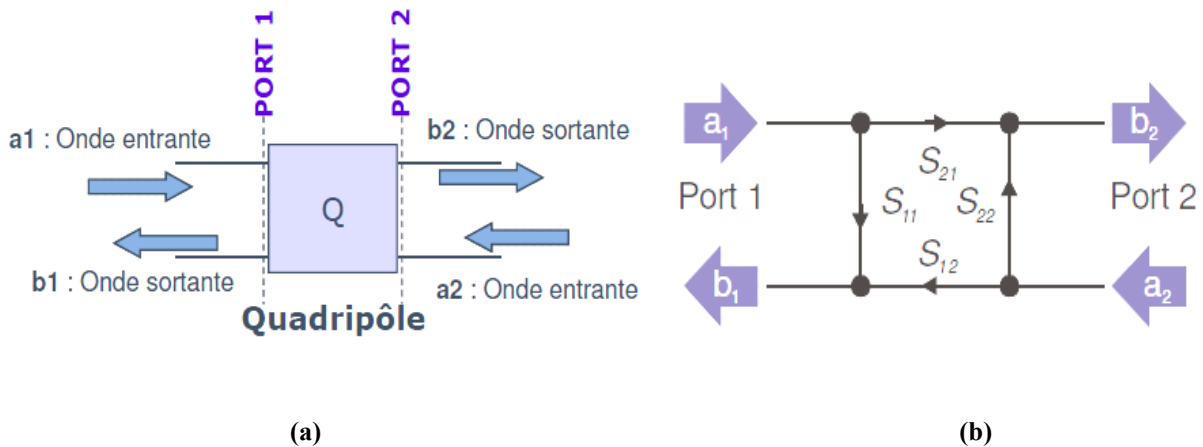 PORT 1
PORT 2
a1 : Onde entrante
b2 : Onde sortante
Q
b1 : Onde sortante
a2 : Onde entrante
Quadripôle
(a)
a₁
b₂
S₂₁
Port 1
S₁₁
S₂₂
Port 2
S₁₂
b₁
a₂
(b)